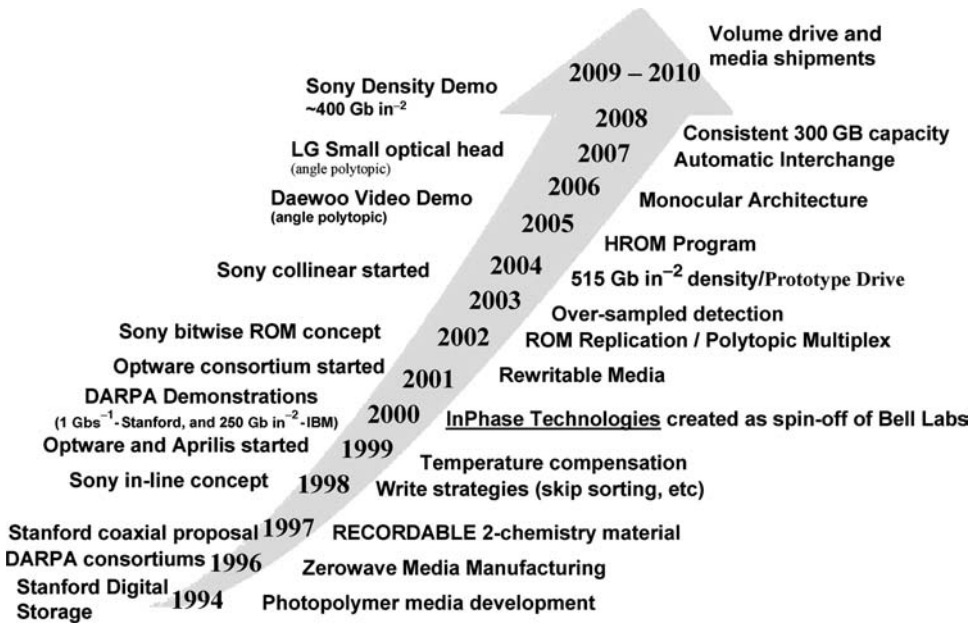 Volume drive and
media shipments
2009 – 2010
Sony Density Demo
~400 Gb in⁻²
2008
Consistent 300 GB capacity
LG Small optical head
(angle polytopic)
2007
Automatic Interchange
2006
Daewoo Video Demo
(angle polytopic)
Monocular Architecture
2005
HROM Program
Sony collinear started
2004
515 Gb in⁻² density/Prototype Drive
2003
Over-sampled detection
Sony bitwise ROM concept
2002
ROM Replication / Polytopic Multiplex
Optware consortium started
2001
Rewritable Media
DARPA Demonstrations
(1 Gbs⁻¹-Stanford, and 250 Gb in⁻²-IBM)
2000
InPhase Technologies created as spin-off of Bell Labs
Optware and Aprilis started
1999
Temperature compensation
Sony in-line concept
1998
Write strategies (skip sorting, etc)
Stanford coaxial proposal
1997
RECORDABLE 2-chemistry material
DARPA consortiums
1996
Zerowave Media Manufacturing
Stanford Digital
Storage
1994
Photopolymer media development